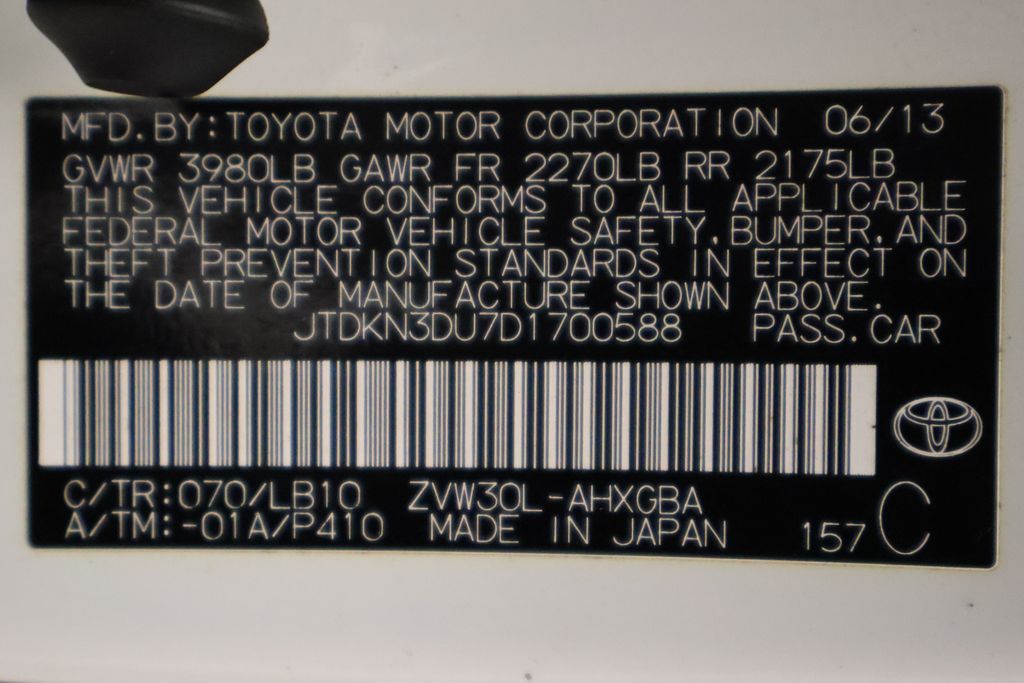 MFD.BY:TOYOTA MOTOR CORPORATION 06/13
GVWR 3980LB GAWR FR 2270LB RR 2175LB
THIS VEHICLE CONFORMS TO ALL APPLICABLE
FEDERAL MOTOR VEHICLE SAFETY,BUMPER,AND
THEFT PREVENTION STANDARDS IN EFFECT ON
THE DATE OF MANUFACTURE SHOWN ABOVE.
JTDKN3DU7D1700588 PASS.CAR
C/TR:070/LB10 ZVW30L-AHXGBA
A/TM:-01A/P410 MADE IN JAPAN 157 C